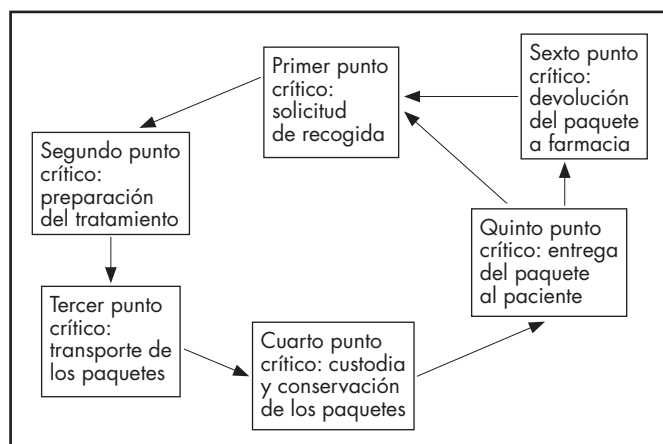 Primer punto
crítico:
solicitud
de recogida
Segundo punto
crítico:
preparación
del tratamiento
Tercer punto
crítico:
transporte de
los paquetes
Cuarto punto
crítico: custodia
y conservación
de los paquetes
Quinto punto
crítico: entrega
del paquete
al paciente
Sexto punto
crítico:
devolución
del paquete
a farmacia